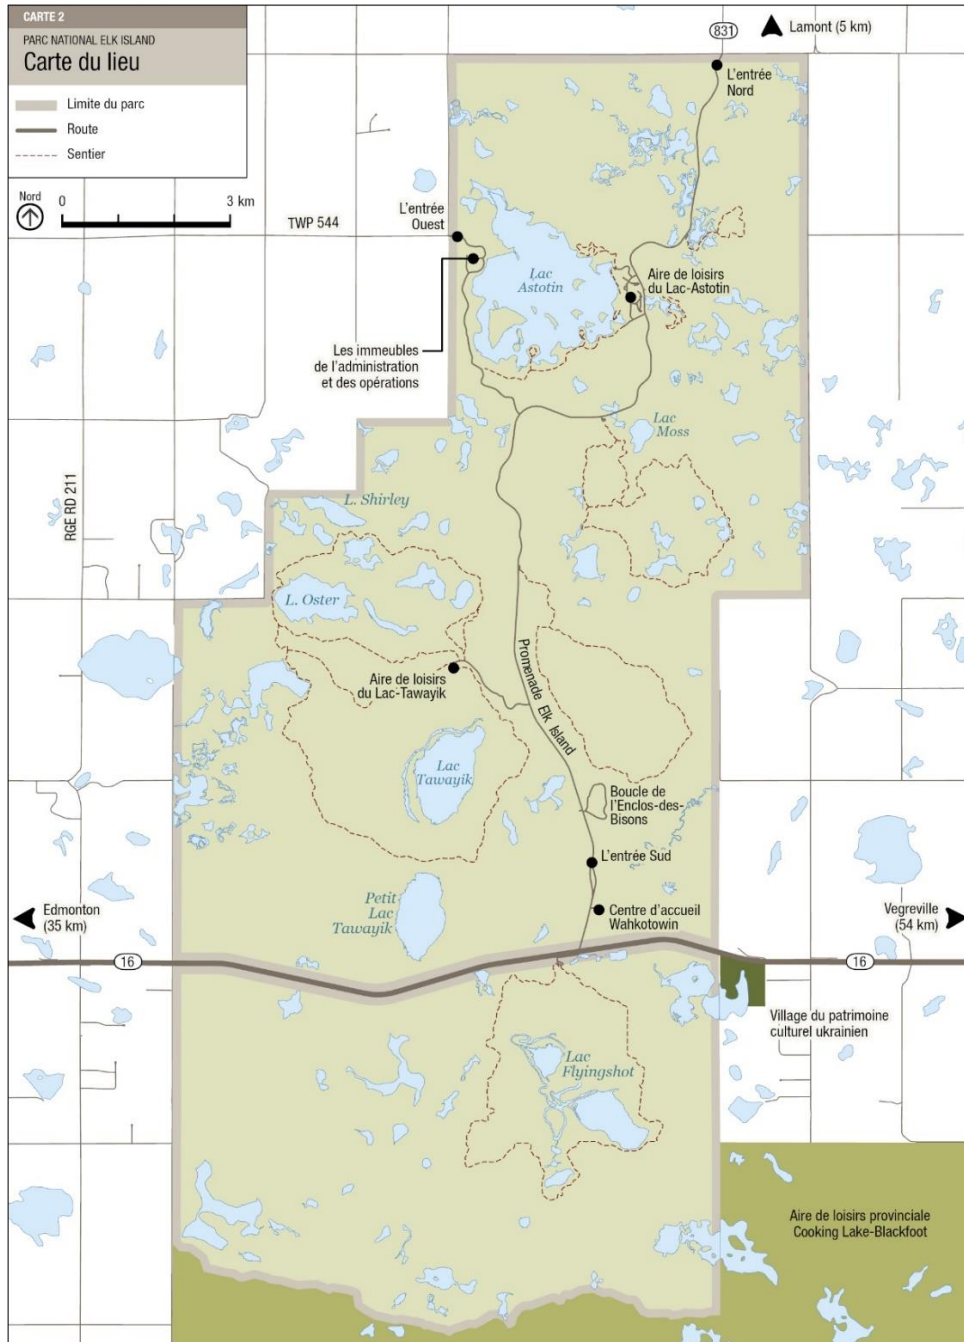 CARTE 2
PARC NATIONAL ELK ISLAND
Carte du lieu
Limite du parc
Route
Sentier
Nord
0
3 km
831
Lamont (5 km)
L'entrée
Nord
TWP 544
L'entrée
Ouest
Lac
Astotin
Aire de loisirs
du Lac-Astotin
Les immeubles
de l'administration
et des opérations
Lac
Moss
RGE RD 211
L. Shirley
L. Oster
Promenade Elk Island
Aire de loisirs
du Lac-Tawayik
Lac
Tawayik
Boucle de
l'Enclos-des-
Bisons
L'entrée Sud
Petit
Lac
Tawayik
Centre d'accueil
Wahkotowin
Edmonton
(35 km)
Vegreville
(54 km)
16
16
Village du patrimoine
culturel ukrainien
Lac
Flyingshot
Aire de loisirs provinciale
Cooking Lake-Blackfoot